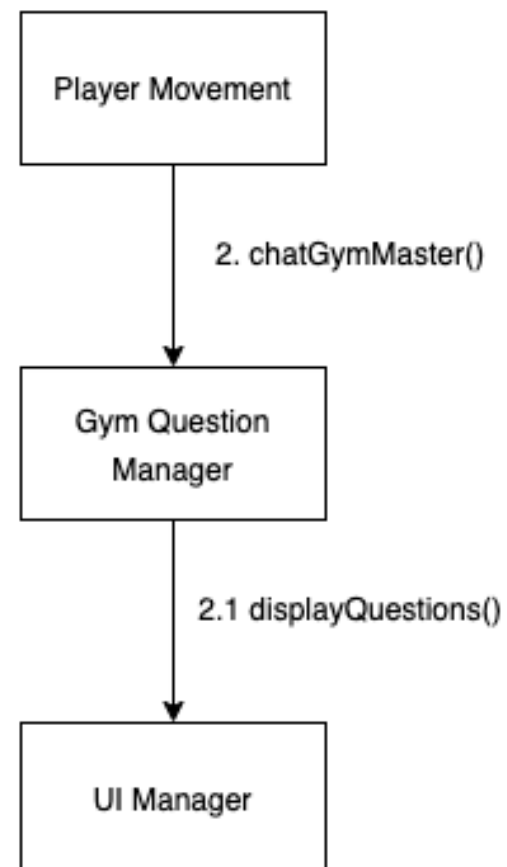 Player Movement
2. chatGymMaster()
Gym Question
Manager
2.1 displayQuestions()
UI Manager